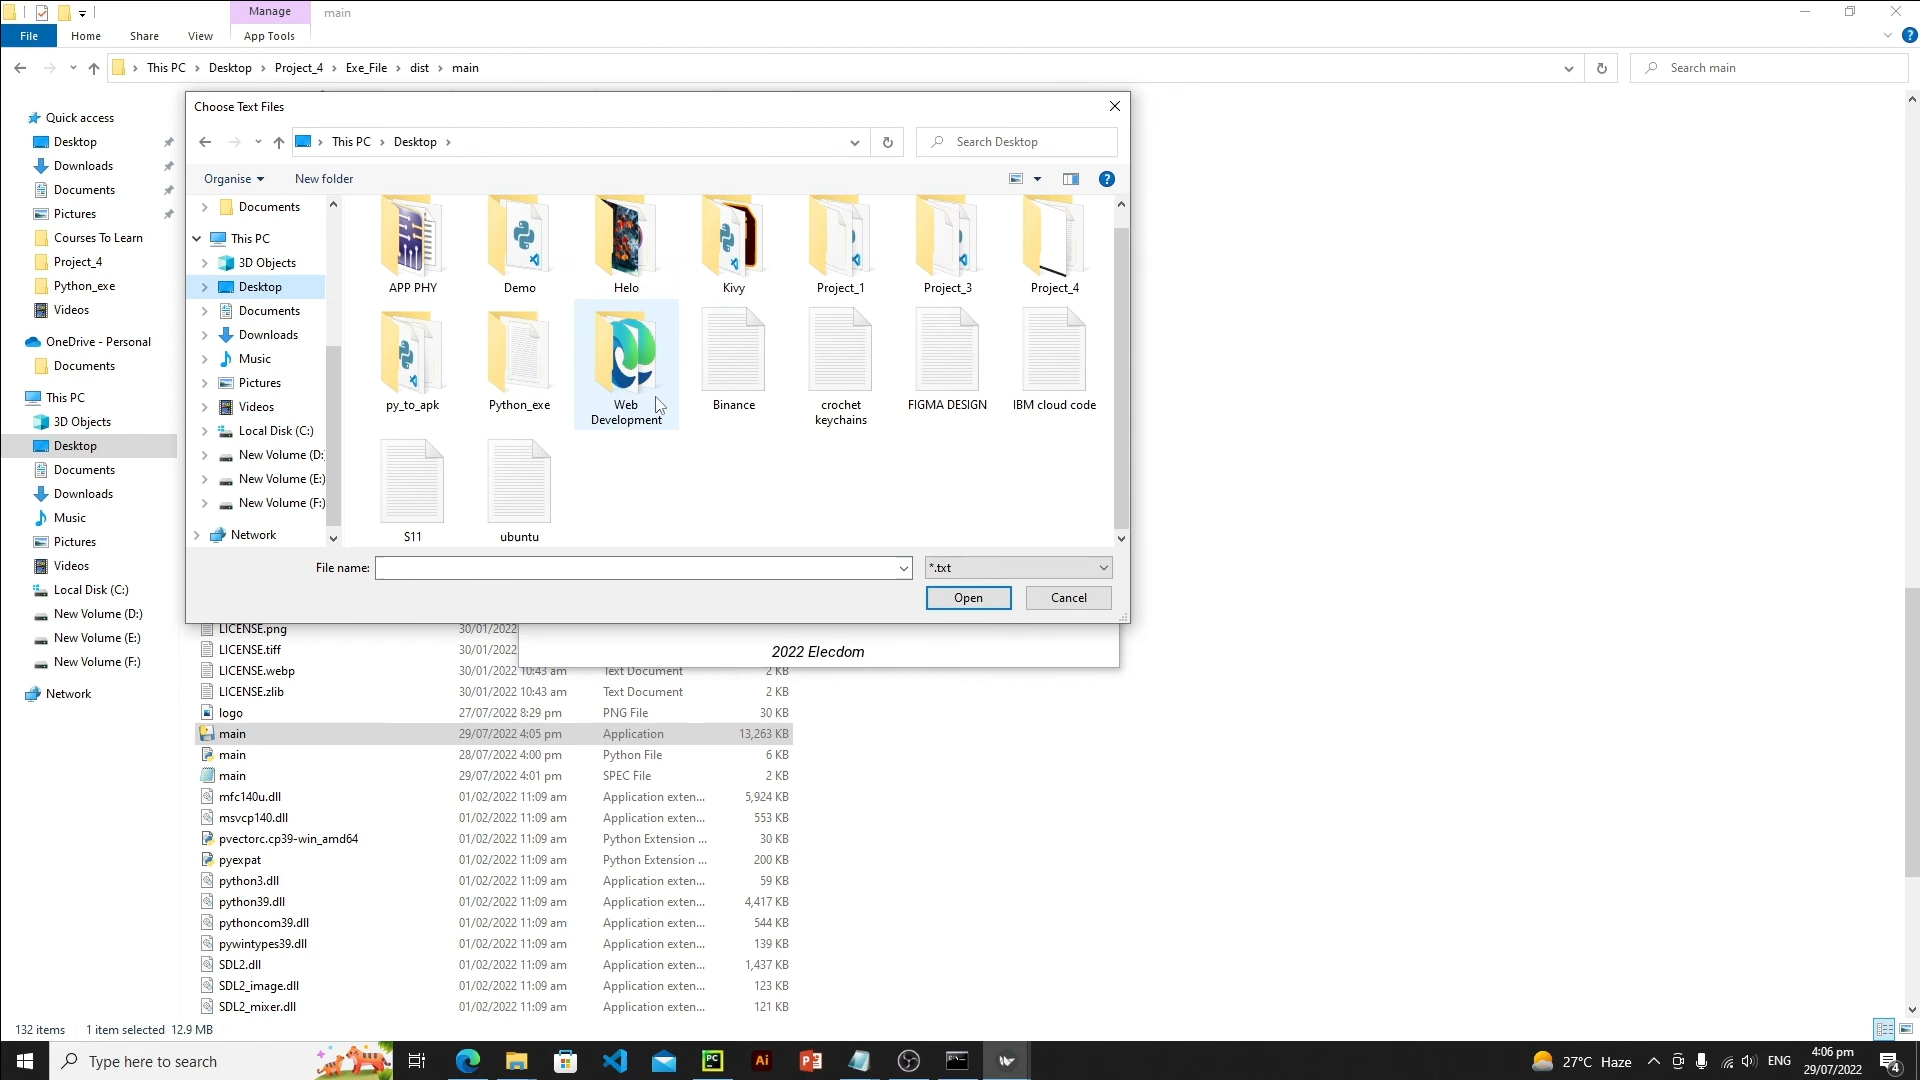 Manage
main
File
Home
Share
View
App Tools
This PC
Desktop
Project_4
Exe_File
dist
main
Search main
Quick access
Desktop
Downloads
Documents
Pictures
Courses To Learn
Project_4
Python_exe
Videos
OneDrive - Personal
Documents
This PC
3D Objects
Desktop
Documents
Downloads
Music
Pictures
Videos
Local Disk (C:)
New Volume (D:)
New Volume (E:)
New Volume (F:)
Network
Choose Text Files
This PC
Desktop
Search Desktop
Organise
New folder
Documents
This PC
3D Objects
Desktop
Documents
Downloads
Music
Pictures
Videos
Local Disk (C:)
New Volume (D:
New Volume (E:)
New Volume (F:)
Network
APP PHY
Demo
Helo
Kivy
Project_1
Project_3
Project_4
py_to_apk
Python_exe
Web
Development
Binance
crochet
keychains
FIGMA DESIGN
IBM cloud code
S11
ubuntu
File name:
*.txt
Open
Cancel
2022 Elecdom
LICENSE.png 30/01/2022
LICENSE.tiff 30/01/2022
LICENSE.webp 30/01/2022 10:43 am Text Document 2 KB
LICENSE.zlib 30/01/2022 10:43 am Text Document 2 KB
logo 27/07/2022 8:29 pm PNG File 30 KB
main 29/07/2022 4:05 pm Application 13,263 KB
main 28/07/2022 4:00 pm Python File 6 KB
main 29/07/2022 4:01 pm SPEC File 2 KB
mfc140u.dll 01/02/2022 11:09 am Application exten... 5,924 KB
msvcp140.dll 01/02/2022 11:09 am Application exten... 553 KB
pvectorc.cp39-win_amd64 01/02/2022 11:09 am Python Extension ... 30 KB
pyexpat 01/02/2022 11:09 am Python Extension ... 200 KB
python3.dll 01/02/2022 11:09 am Application exten... 59 KB
python39.dll 01/02/2022 11:09 am Application exten... 4,417 KB
pythoncom39.dll 01/02/2022 11:09 am Application exten... 544 KB
pywintypes39.dll 01/02/2022 11:09 am Application exten... 139 KB
SDL2.dll 01/02/2022 11:09 am Application exten... 1,437 KB
SDL2_image.dll 01/02/2022 11:09 am Application exten... 123 KB
SDL2_mixer.dll 01/02/2022 11:09 am Application exten... 121 KB
132 items 1 item selected 12.9 MB
Type here to search
PC
Ai
P
27°C Haze
ENG
4:06 pm
29/07/2022
4